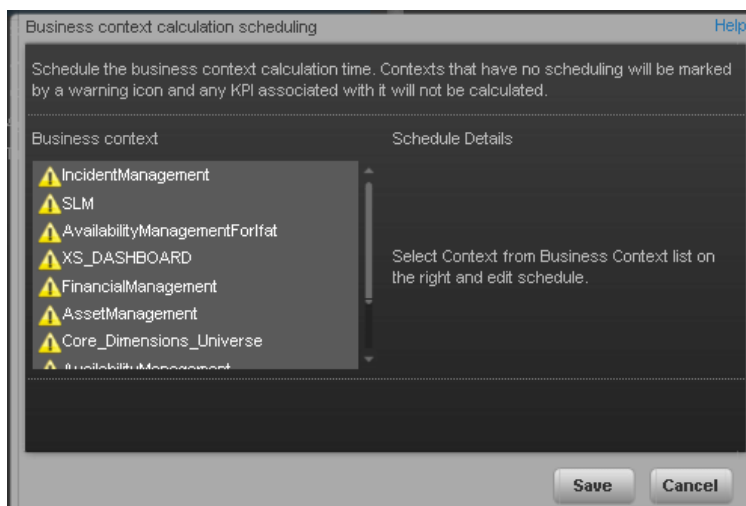 Business context calculation scheduling
Help
Schedule the business context calculation time. Contexts that have no scheduling will be marked
by a warning icon and any KPI associated with it will not be calculated.
Business context
Schedule Details
IncidentManagement
SLM
AvailabilityManagementForIfat
XS_DASHBOARD
FinancialManagement
AssetManagement
Core_Dimensions_Universe
AvailabilityManagement
Select Context from Business Context list on
the right and edit schedule.
Save
Cancel